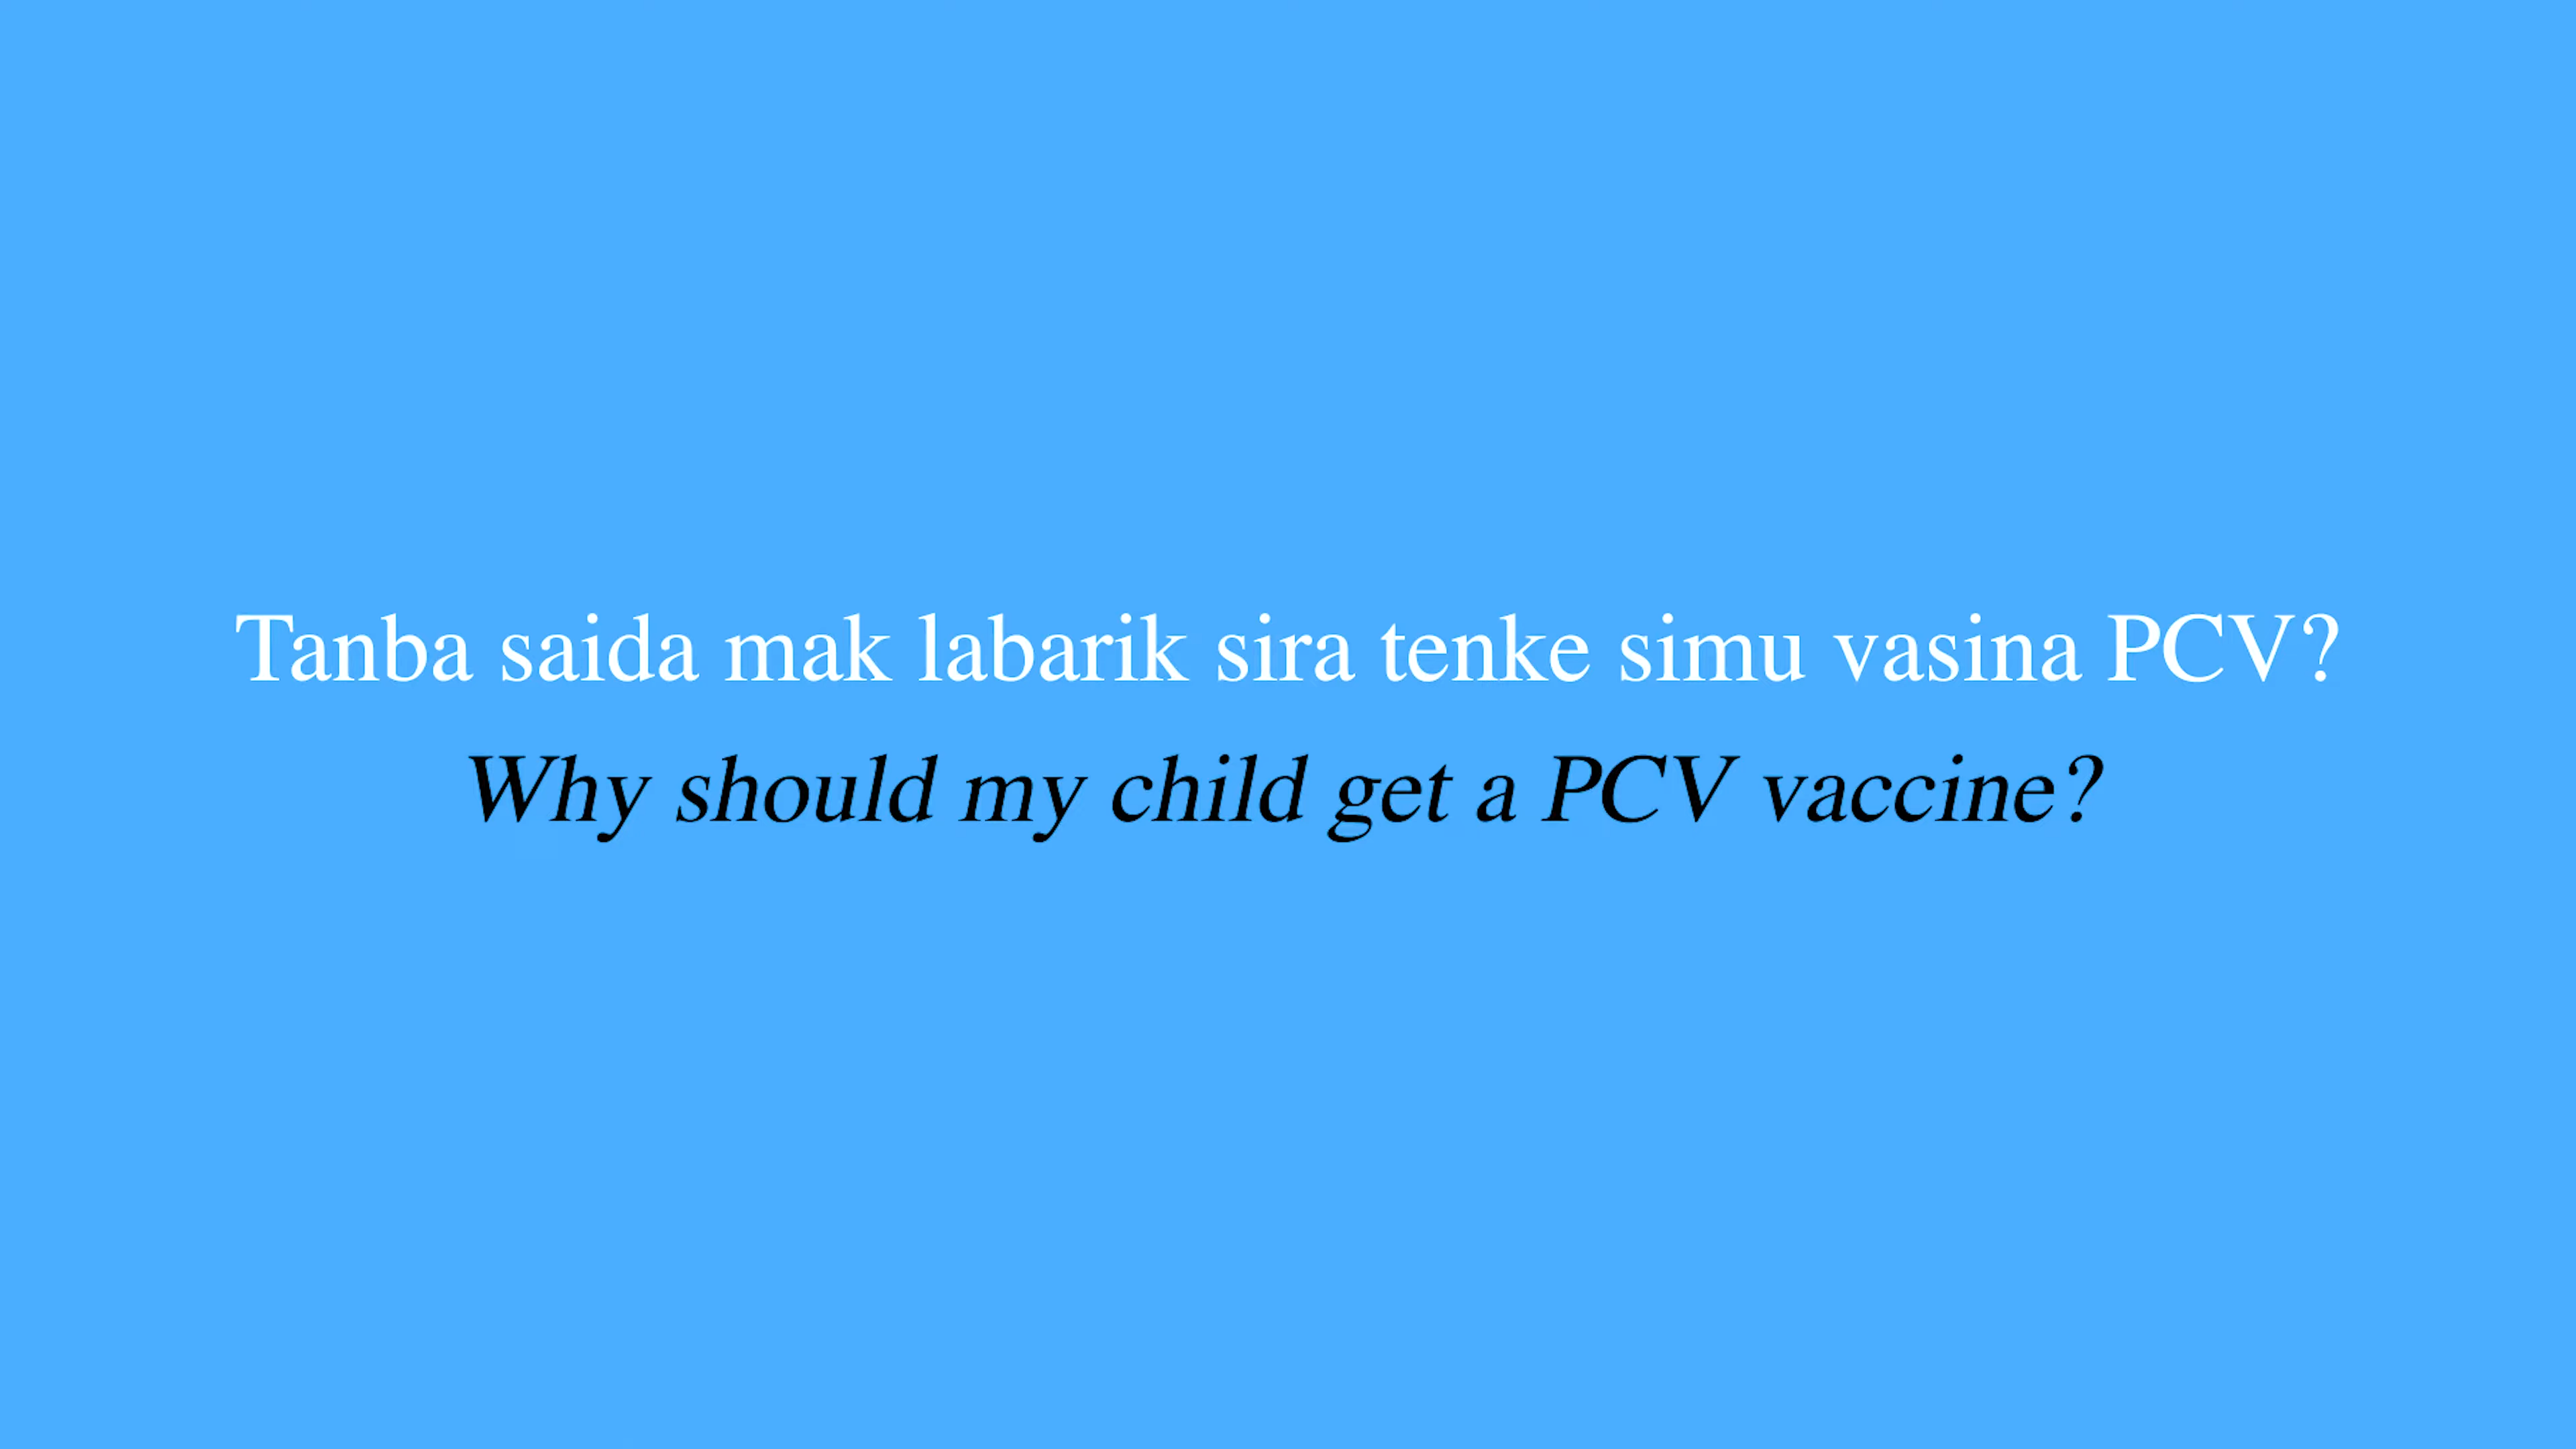 Tanba saida mak labarik sira tenke simu vasina PCV?
Why should my child get a PCV vaccine?